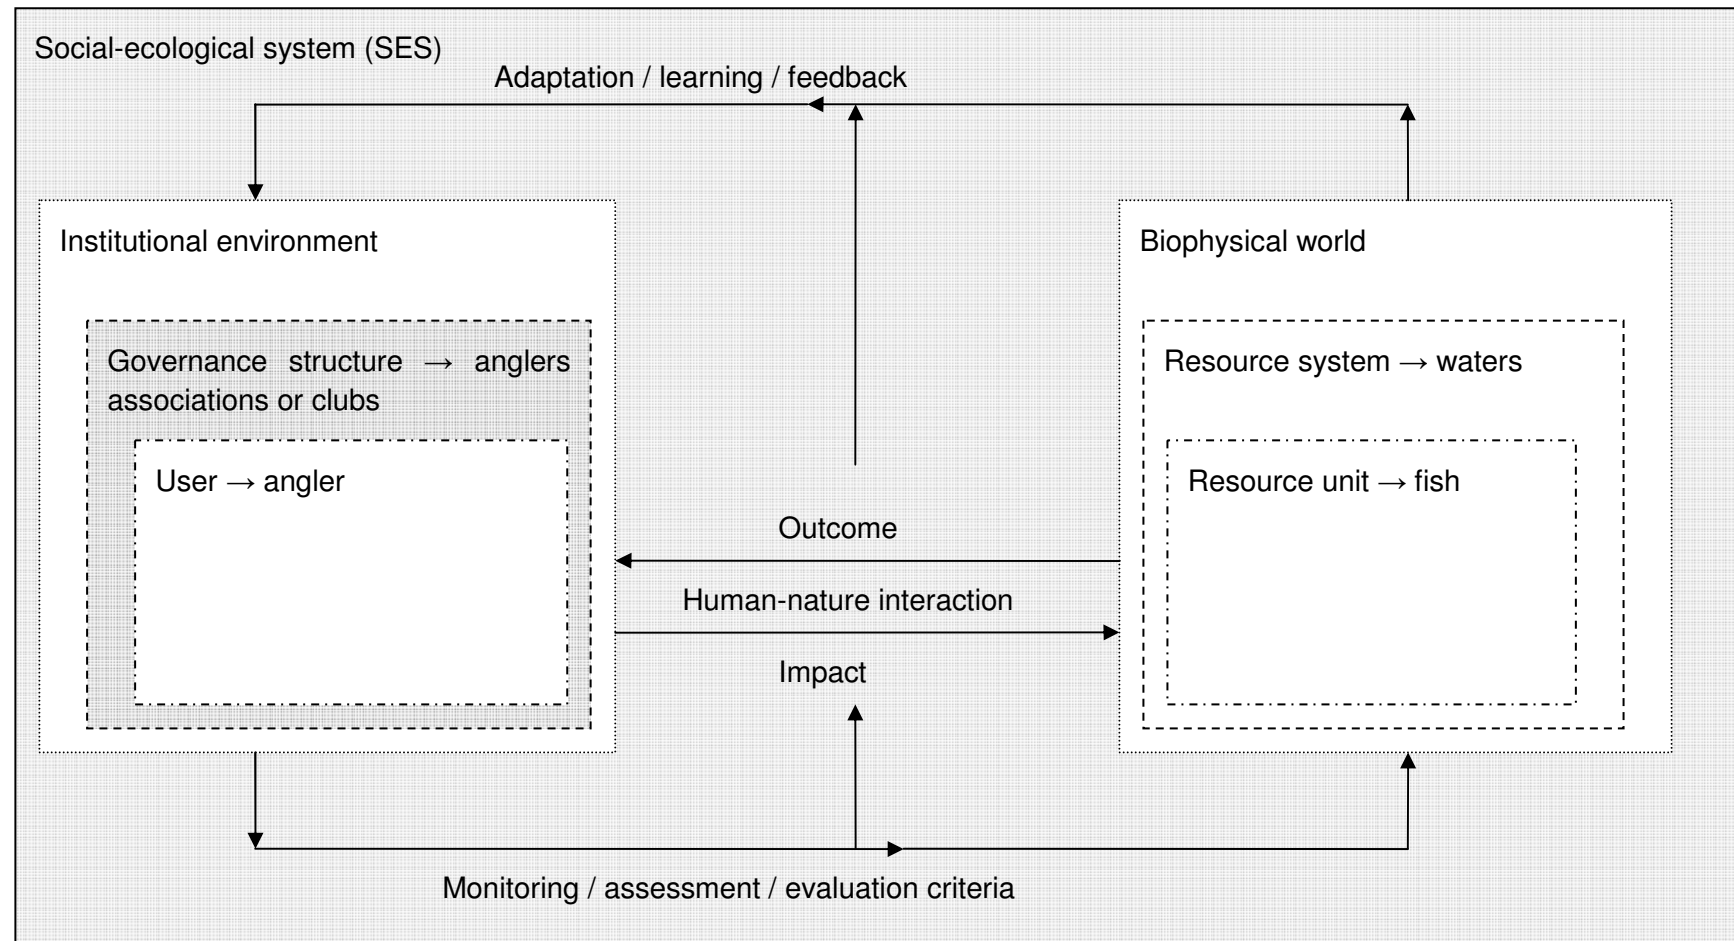 Social-ecological system (SES)
Adaptation / learning / feedback
Institutional environment
Biophysical world
Governance structure → anglers
associations or clubs
Resource system → waters
User → angler
Resource unit → fish
Outcome
Human-nature interaction
Impact
Monitoring / assessment / evaluation criteria